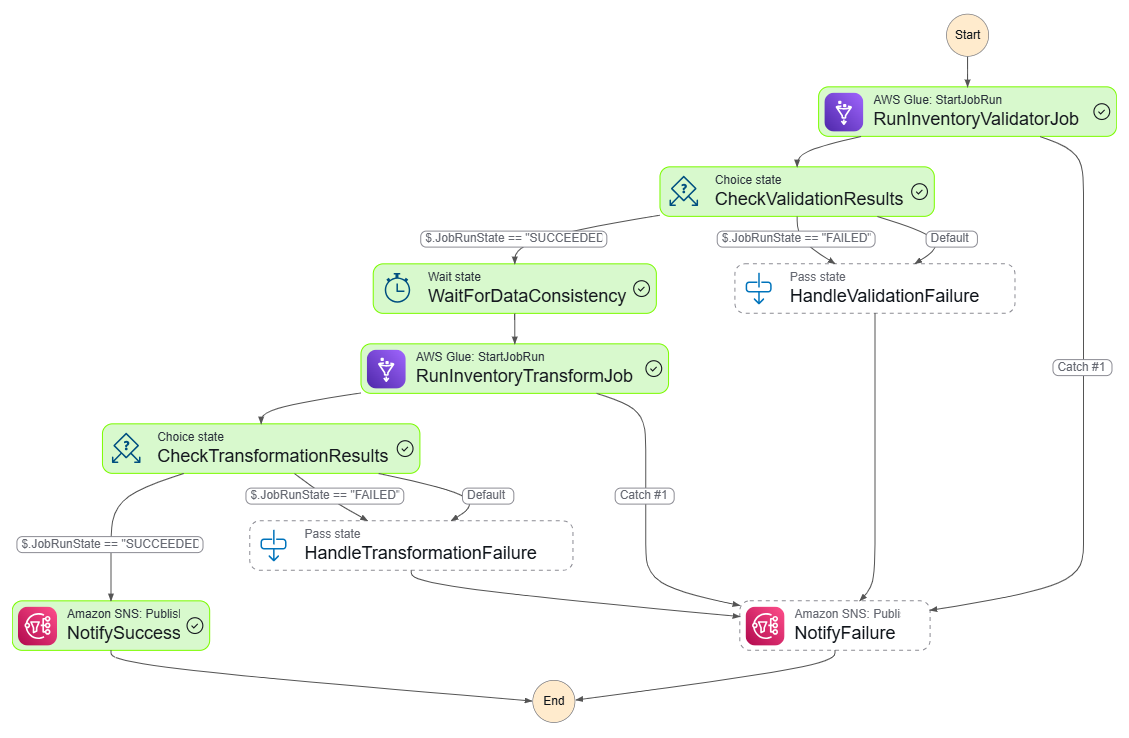 Start
AWS Glue: StartJobRun
RunInventoryValidatorJob
Choice state
CheckValidationResults
$.JobRunState == "SUCCEEDED
$.JobRunState == "FAILED"
Default
Wait state
WaitForDataConsistency
Pass state
HandleValidationFailure
AWS Glue: StartJobRun
RunInventoryTransformJob
Catch #1
Choice state
CheckTransformationResults
$.JobRunState == "FAILED"
Default
Catch #1
Pass state
HandleTransformationFailure
$.JobRunState == "SUCCEEDED
Amazon SNS: Publish
NotifySuccess
Amazon SNS: Publi
NotifyFailure
End